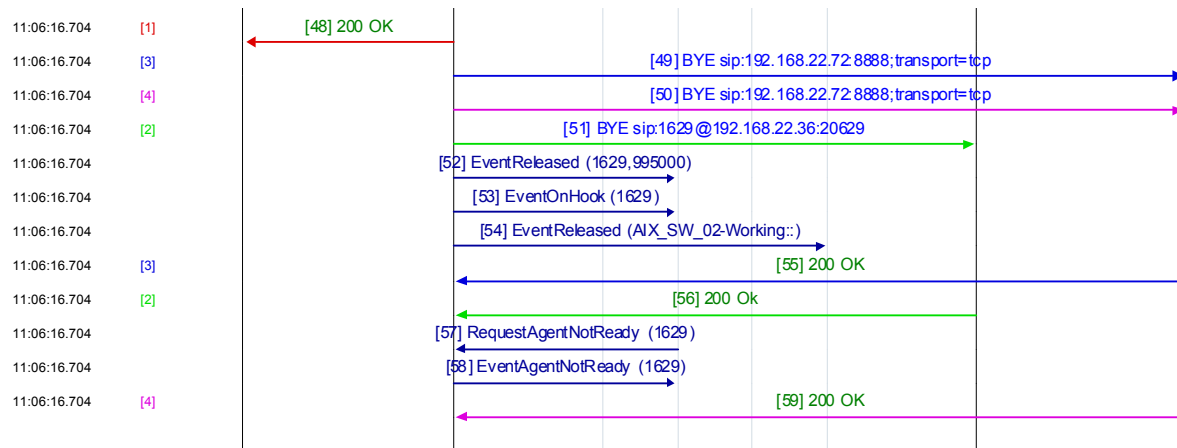 11:06:16.704 [1] [48] 200 OK
11:06:16.704 [3] [49] BYE sip:192.168.22.72:8888;transport=tcp
11:06:16.704 [4] [50] BYE sip:192.168.22.72:8888;transport=tcp
11:06:16.704 [2] [51] BYE sip:1629@192.168.22.36:20629
11:06:16.704 [52] EventReleased (1629,995000)
11:06:16.704 [53] EventOnHook (1629)
11:06:16.704 [54] EventReleased (AIX_SW_02-Working::)
11:06:16.704 [3] [55] 200 OK
11:06:16.704 [2] [56] 200 Ok
11:06:16.704 [57] RequestAgentNotReady (1629)
11:06:16.704 [58] EventAgentNotReady (1629)
11:06:16.704 [4] [59] 200 OK